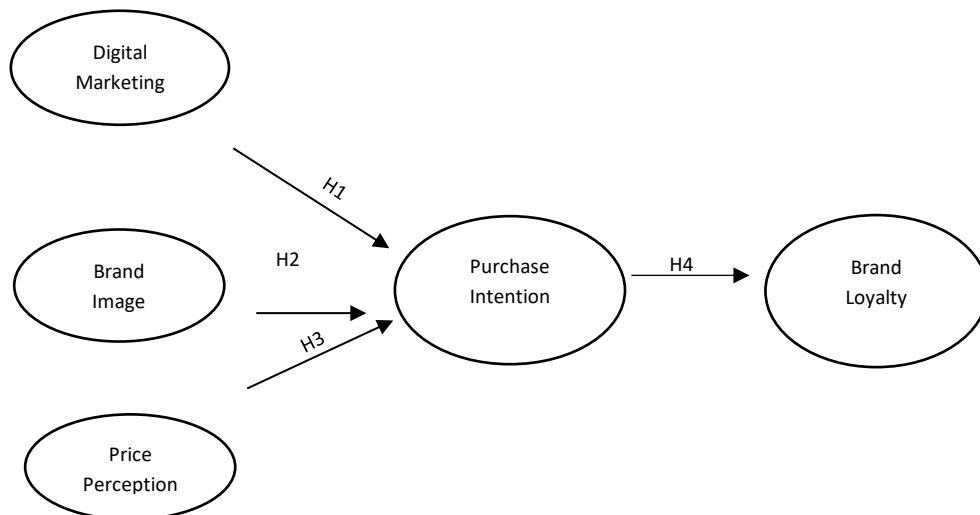 Digital
Marketing
H1
Brand
Image
H2
Purchase
Intention
H4
Brand
Loyalty
H3
Price
Perception